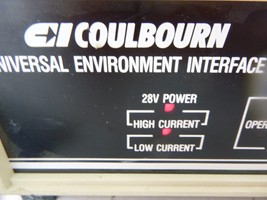 COULBOURN
NIVERSAL ENVIRONMENT INTERFACE
28V POWER
HIGH CURRENT
LOW CURRENT
OPER